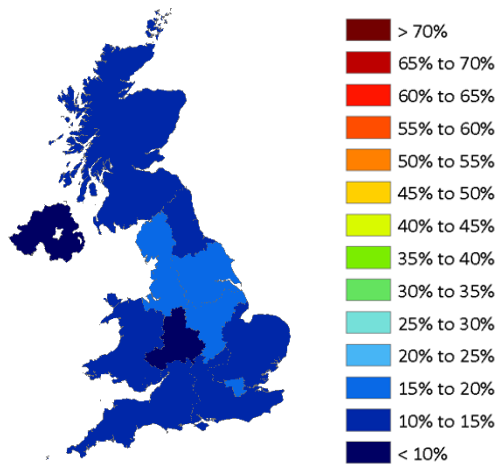 > 70%
65% to 70%
60% to 65%
55% to 60%
50% to 55%
45% to 50%
40% to 45%
35% to 40%
30% to 35%
25% to 30%
20% to 25%
15% to 20%
10% to 15%
< 10%